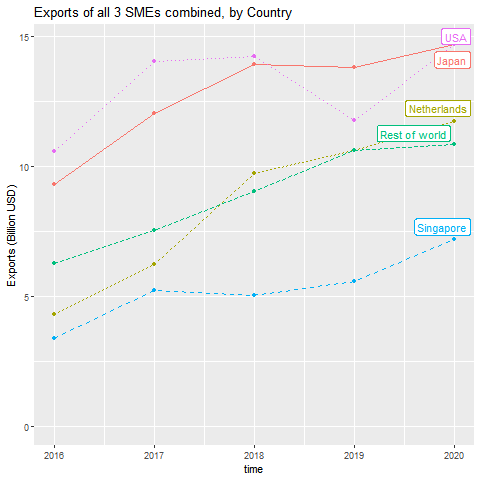 Exports of all 3 SMEs combined, by Country
Exports (Billion USD)
15
10
5
0
USA
Japan
Netherlands
Rest of world
Singapore
2016 2017 2018 2019 2020
time